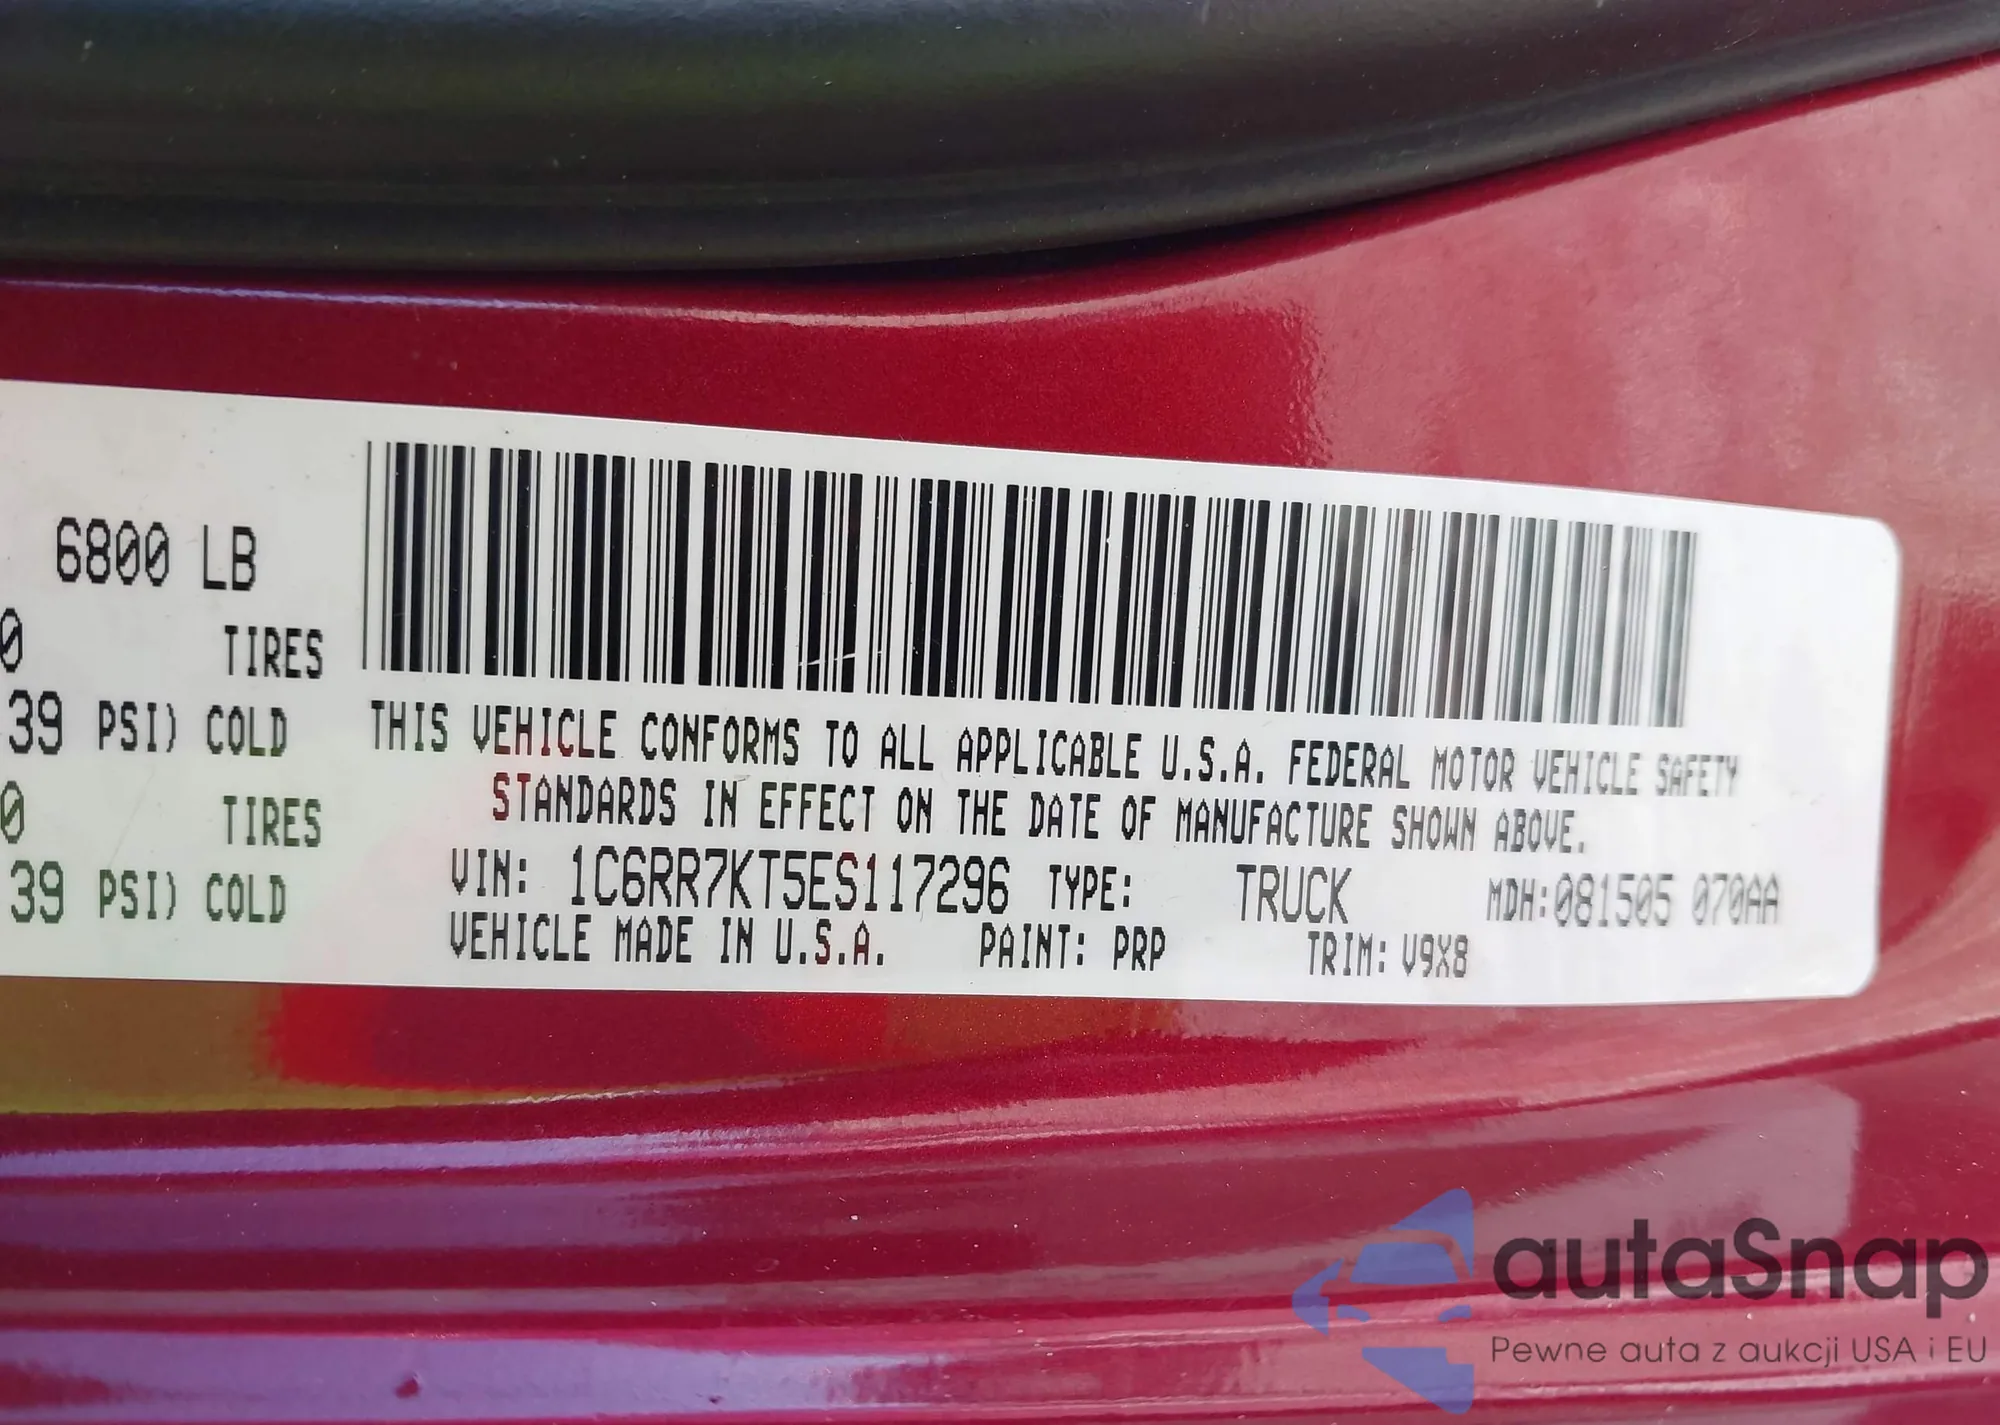 6800 LB
0 TIRES
39 PSI) COLD
0 TIRES
39 PSI) COLD
THIS VEHICLE CONFORMS TO ALL APPLICABLE U.S.A. FEDERAL MOTOR VEHICLE SAFETY
STANDARDS IN EFFECT ON THE DATE OF MANUFACTURE SHOWN ABOVE.
VIN: 1C6RR7KT5ES117296 TYPE: TRUCK MDH:081505 070AA
VEHICLE MADE IN U.S.A. PAINT: PRP TRIM: V9X8
autaSnap
Pewne auta z aukcji USA i EU